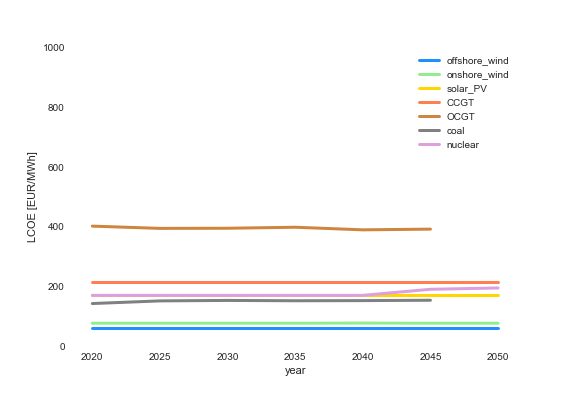 1000
800
600
400
200
0
LCOE [EUR/MWh]
offshore_wind
onshore_wind
solar_PV
CCGT
OCGT
coal
nuclear
2020 2025 2030 2035 2040 2045 2050
year